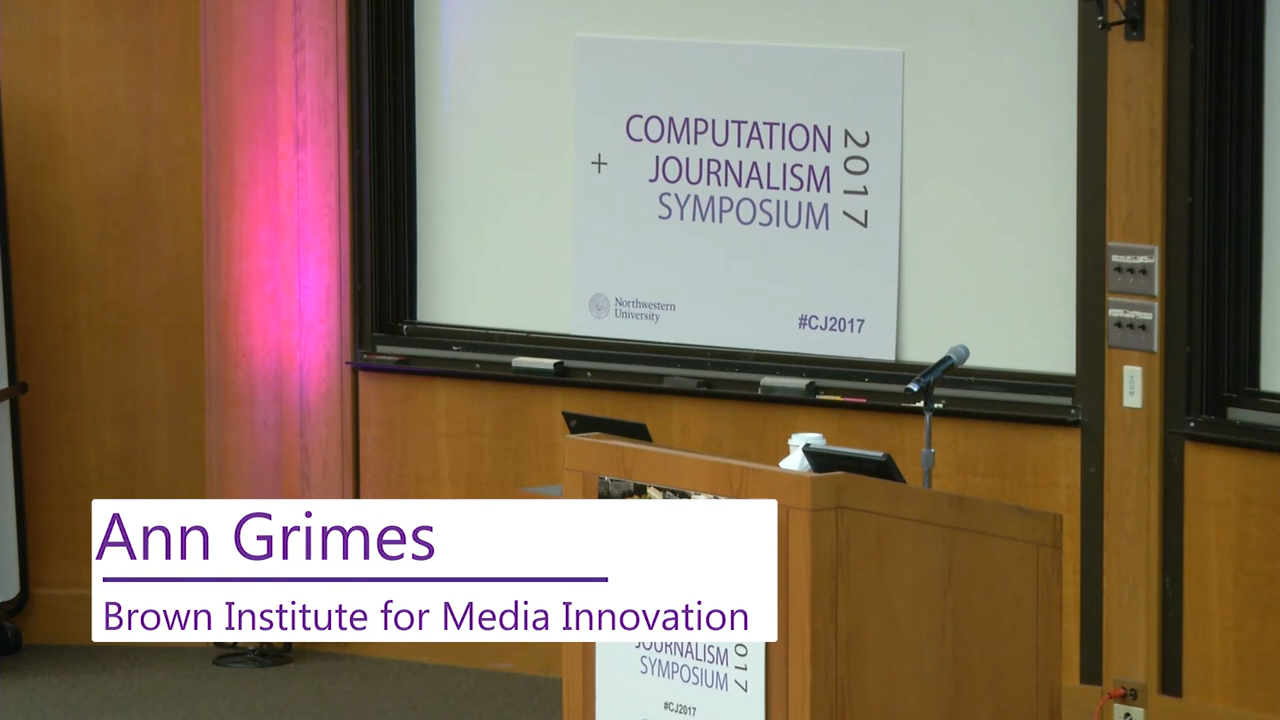 COMPUTATION
+ JOURNALISM
SYMPOSIUM
2017
Northwestern
University
#CJ2017
Ann Grimes
Brown Institute for Media Innovation
JOURNALISM
SYMPOSIUM
017
#CJ2017